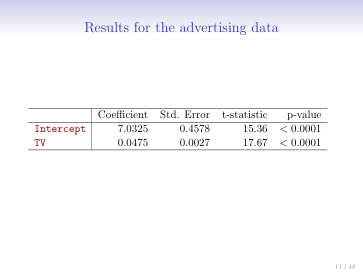 Results for the advertising data
Coefficient Std. Error t-statistic p-value
Intercept 7.0325 0.4578 15.36 < 0.0001
TV 0.0475 0.0027 17.67 < 0.0001
11 / 48